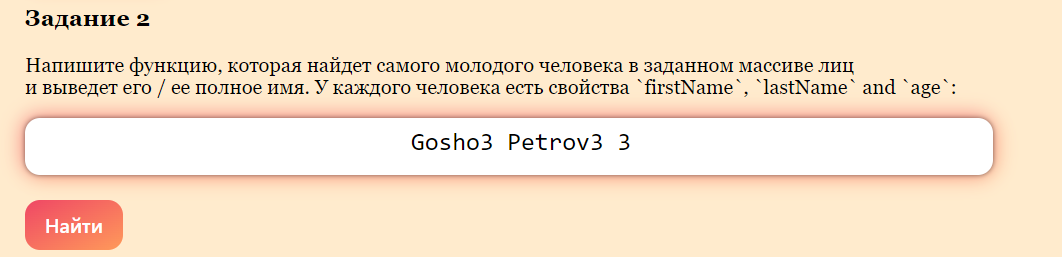 Задание 2
Напишите функцию, которая найдет самого молодого человека в заданном массиве лиц
и выведет его / ее полное имя. У каждого человека есть свойства `firstName`, `lastName` and `age`:
Gosho3 Petrov3 3
Найти